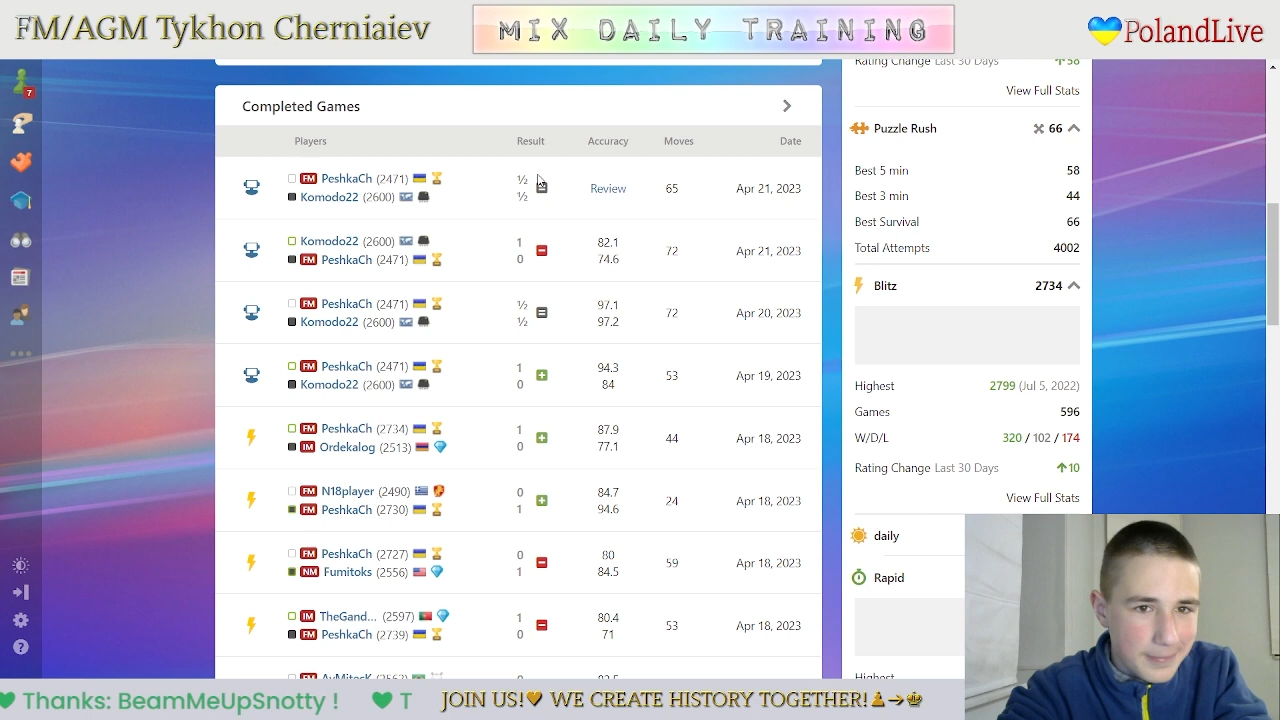 FM/AGM Tykhon Cherniaiev
MIX DAILY TRAINING
PolandLive
7
Completed Games
Players Result Accuracy Moves Date
FM PeshkaCh (2471) ½ Review 65 Apr 21, 2023
Komodo22 (2600) ½
Komodo22 (2600) 1 82.1 72 Apr 21, 2023
FM PeshkaCh (2471) 0 74.6
FM PeshkaCh (2471) ½ 97.1 72 Apr 20, 2023
Komodo22 (2600) ½ 97.2
FM PeshkaCh (2471) 1 94.3 53 Apr 19, 2023
Komodo22 (2600) 0 84
FM PeshkaCh (2734) 1 87.9 44 Apr 18, 2023
IM Ordekalog (2513) 0 77.1
FM N18player (2490) 0 84.7 24 Apr 18, 2023
FM PeshkaCh (2730) 1 94.6
FM PeshkaCh (2727) 0 80 59 Apr 18, 2023
NM Fumitoks (2556) 1 84.5
IM TheGand... (2597) 1 80.4 53 Apr 18, 2023
FM PeshkaCh (2739) 0 71
Rating Change Last 30 Days 58
View Full Stats
Puzzle Rush 66
Best 5 min 58
Best 3 min 44
Best Survival 66
Total Attempts 4002
Blitz 2734
Highest 2799 (Jul 5, 2022)
Games 596
W/D/L 320 / 102 / 174
Rating Change Last 30 Days 10
View Full Stats
daily
Rapid
Thanks: BeamMeUpSnotty ! T
JOIN US! WE CREATE HISTORY TOGETHER!